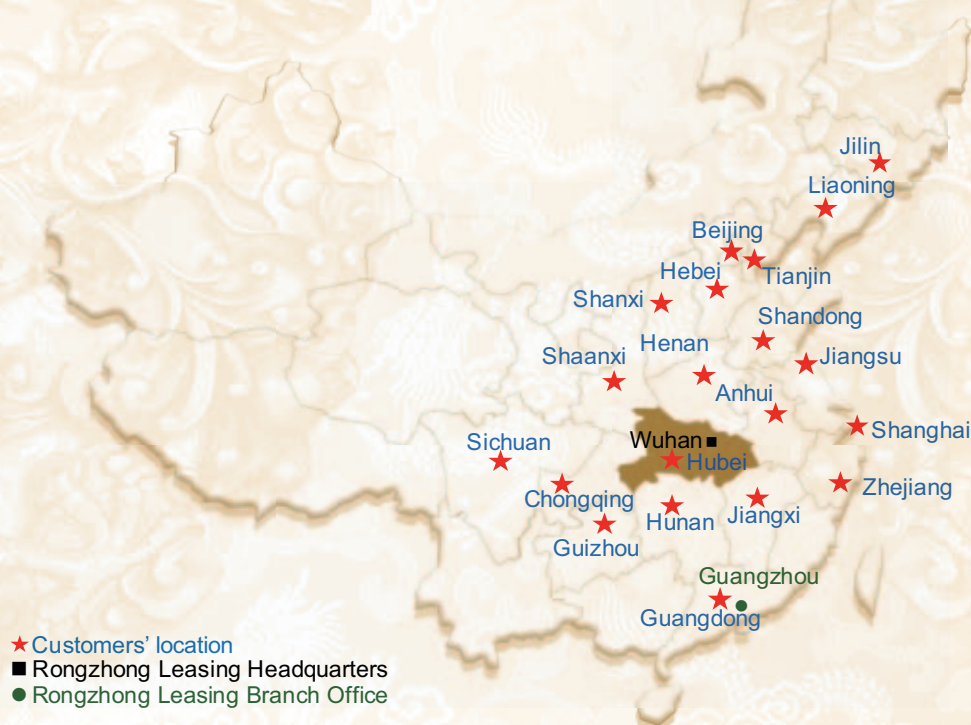 Jilin
Liaoning
Beijing
Hebei
Tianjin
Shanxi
Shandong
Henan
Shaanxi
Jiangsu
Anhui
Shanghai
Wuhan
Sichuan
Hubei
Zhejiang
Chongqing
Hunan
Jiangxi
Guizhou
Guangzhou
Guangdong
Customers’ location
Rongzhong Leasing Headquarters
Rongzhong Leasing Branch Office